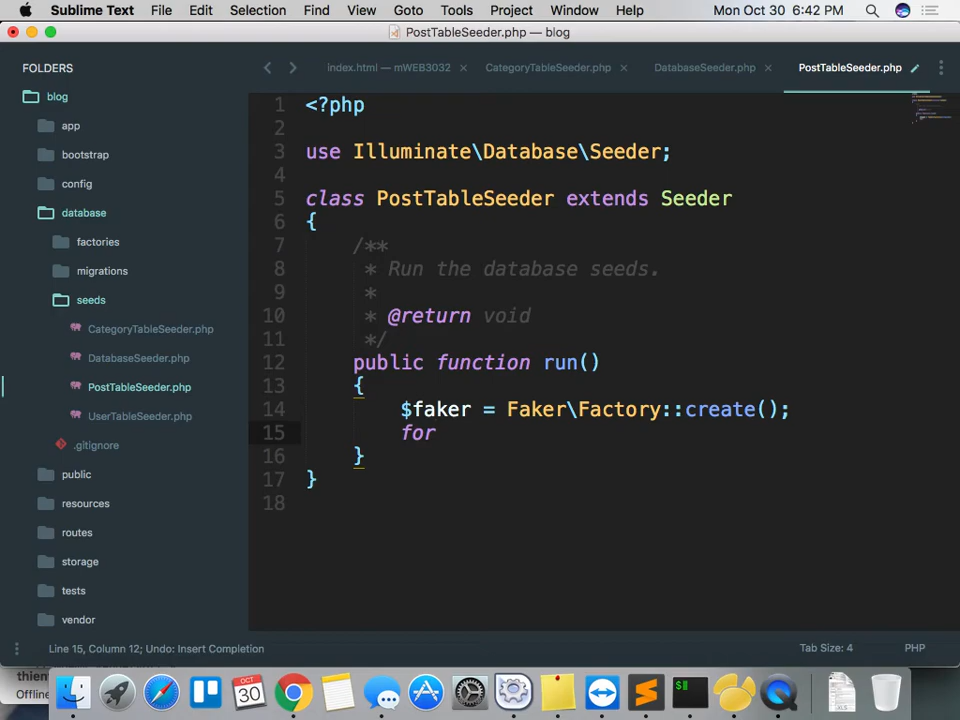 Sublime Text File Edit Selection Find View Goto Tools Project Window Help Mon Oct 30 6:42 PM
PostTableSeeder.php — blog
FOLDERS
blog
app
bootstrap
config
database
factories
migrations
seeds
CategoryTableSeeder.php
DatabaseSeeder.php
PostTableSeeder.php
UserTableSeeder.php
.gitignore
public
resources
routes
storage
tests
vendor
index.html — mWEB3032 CategoryTableSeeder.php DatabaseSeeder.php PostTableSeeder.php
1 <?php
2
3 use Illuminate\Database\Seeder;
4
5 class PostTableSeeder extends Seeder
6 {
7 /**
8 * Run the database seeds.
9 *
10 * @return void
11 */
12 public function run()
13 {
14 $faker = Faker\Factory::create();
15 for
16 }
17 }
18
Line 15, Column 12; Undo: Insert Completion Tab Size: 4 PHP
thient
Offline
OCT
30